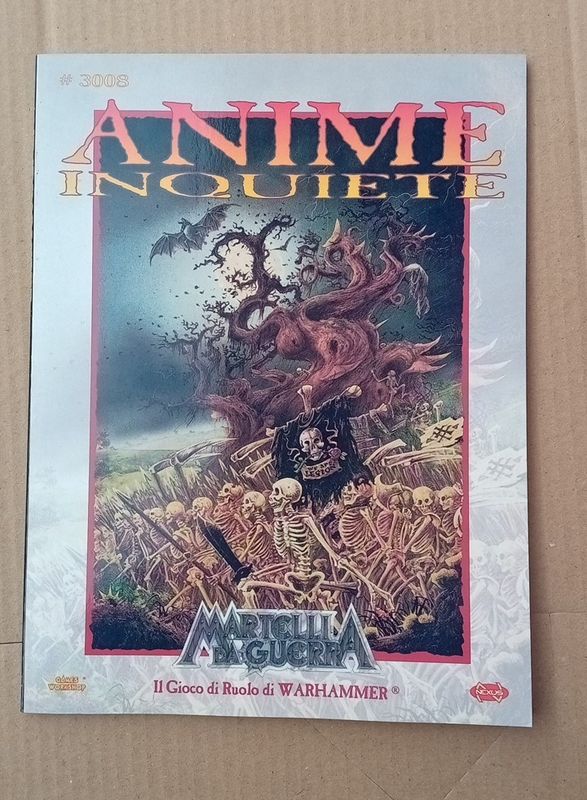 # 3008
ANIME
INQUIETE
MARTELLI
DA GUERRA
Il Gioco di Ruolo di WARHAMMER ®
GAMES
WORKSHOP
NEXUS